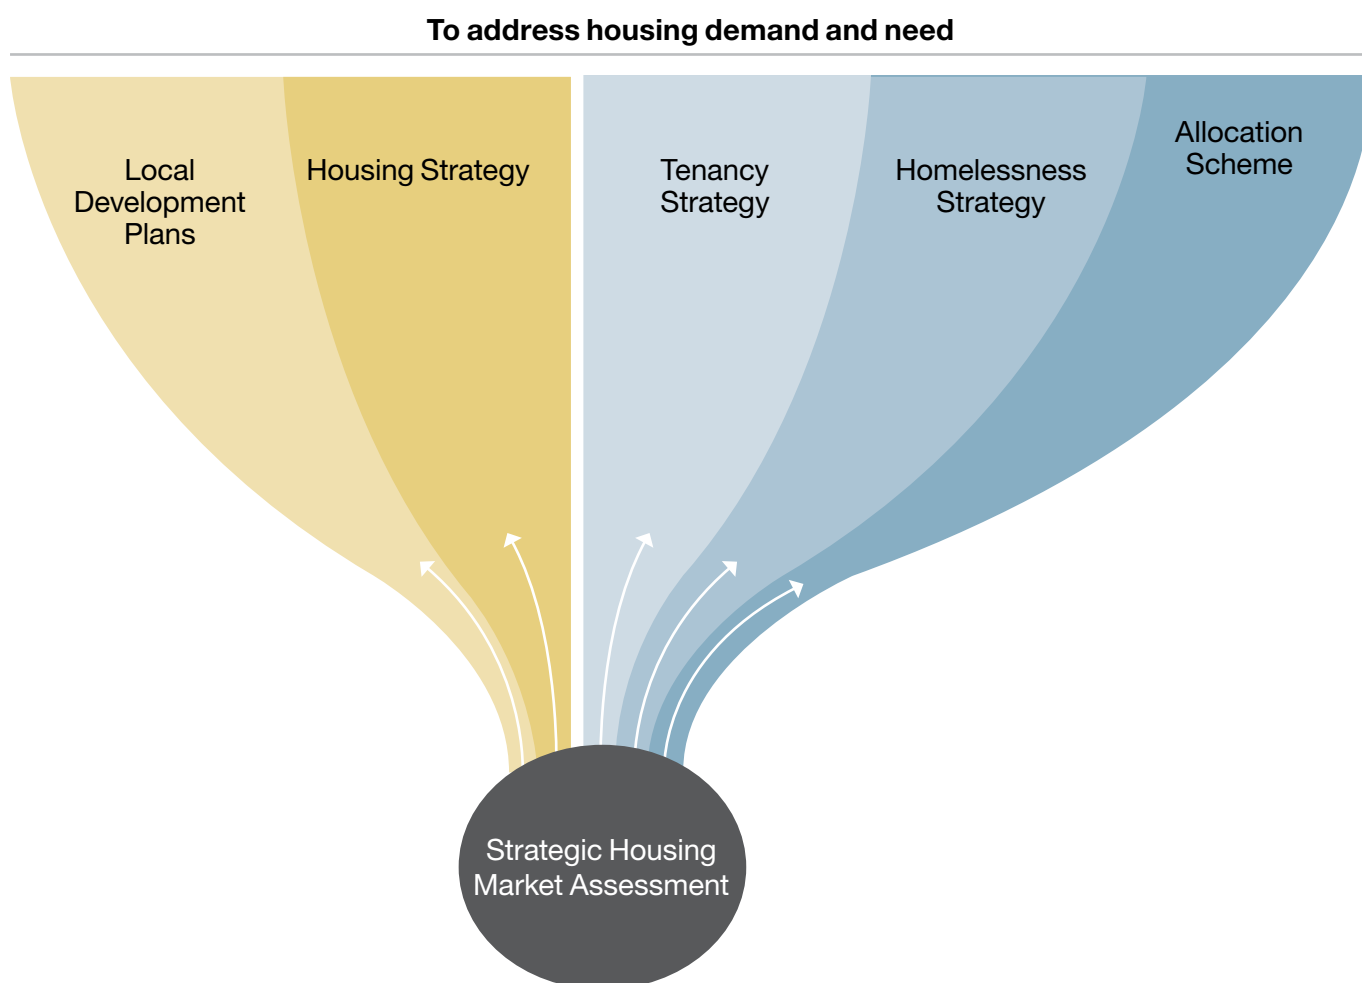 To address housing demand and need
Local
Development
Plans
Housing Strategy
Tenancy
Strategy
Homelessness
Strategy
Allocation
Scheme
Strategic Housing
Market Assessment